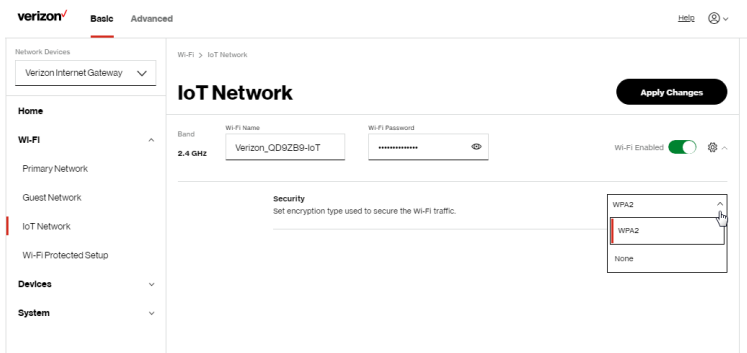 verizon
Basic Advanced
Help
Network Devices
Verizon Internet Gateway
Home
Wi-Fi
Primary Network
Guest Network
IoT Network
Wi-Fi Protected Setup
Devices
System
Wi-Fi > IoT Network
IoT Network
Apply Changes
Band
2.4 GHz
Wi-Fi Name
Verizon_QD9ZB9-IoT
Wi-Fi Password
••••••••••••••
Wi-Fi Enabled
Security
Set encryption type used to secure the Wi-Fi traffic.
WPA2
WPA2
None